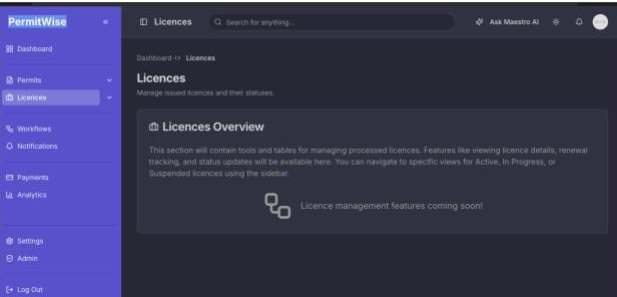 PermitWise
«
Dashboard
Permits
Licences
Workflows
Notifications
Payments
Analytics
Settings
Admin
Log Out
Licences
Search for anything...
Ask Maestro AI
Dashboard
Licences
Licences
Manage issued licences and their statuses.
Licences Overview
This section will contain tools and tables for managing processed licences. Features like viewing licence details, renewal
tracking, and status updates will be available here. You can navigate to specific views for Active, In Progress, or
Suspended licences using the sidebar.
Licence management features coming soon!